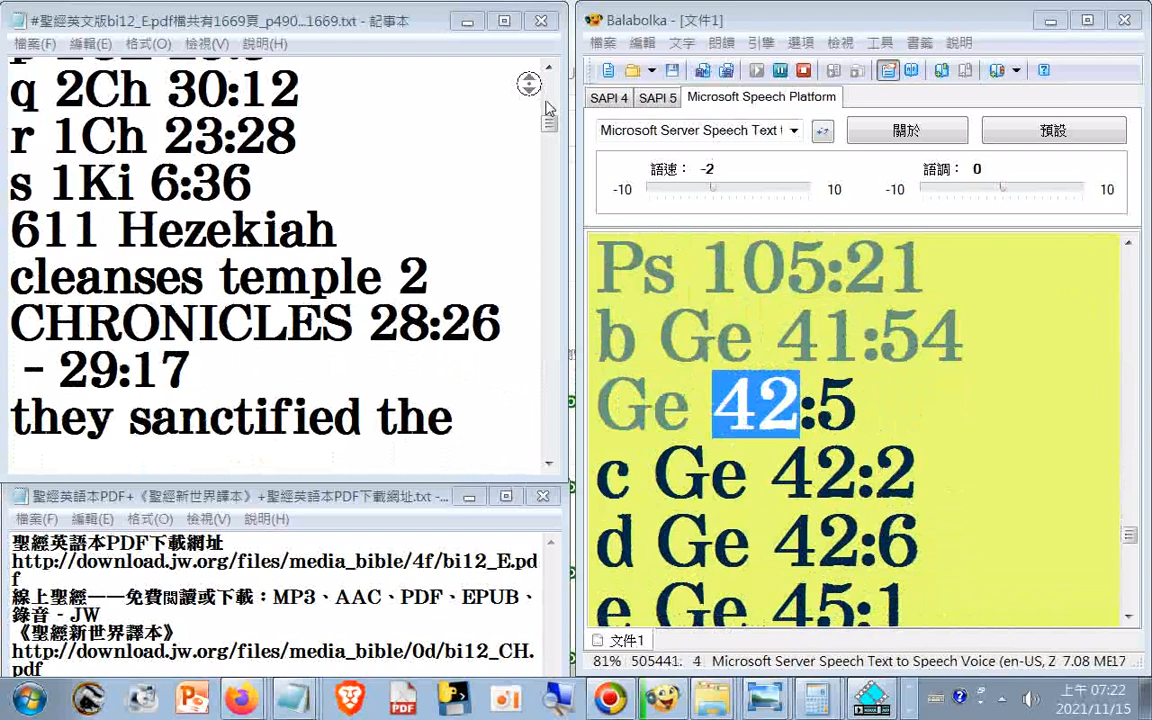 #聖經英文版bi12_E.pdf檔共有1669頁_p490...1669.txt - 記事本
檔案(F) 編輯(E) 格式(O) 檢視(V) 說明(H)
q 2Ch 30:12
r 1Ch 23:28
s 1Ki 6:36
611 Hezekiah
cleanses temple 2
CHRONICLES 28:26
- 29:17
they sanctified the
聖經英語本PDF+《聖經新世界譯本》+聖經英語本PDF下載網址.txt - ...
檔案(F) 編輯(E) 格式(O) 檢視(V) 說明(H)
聖經英語本PDF下載網址
http://download.jw.org/files/media_bible/4f/bi12_E.pd
f
線上聖經——免費閱讀或下載：MP3、AAC、PDF、EPUB、
錄音 - JW
《聖經新世界譯本》
http://download.jw.org/files/media_bible/0d/bi12_CH.
pdf
Balabolka - [文件1]
檔案 編輯 文字 朗讀 引擎 選項 檢視 工具 書籤 說明
SAPI 4 SAPI 5 Microsoft Speech Platform
Microsoft Server Speech Text 關於 預設
語速： -2 語調： 0
-10 10 -10 10
Ps 105:21
b Ge 41:54
Ge 42:5
c Ge 42:2
d Ge 42:6
e Ge 45:1
文件1
81% 505441: 4 Microsoft Server Speech Text to Speech Voice (en-US, Z 7.08 ME17
上午 07:22
2021/11/15